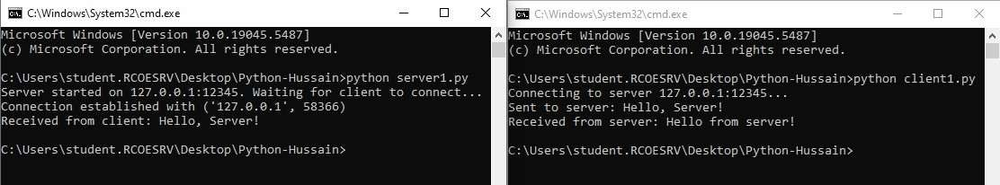 C:\Windows\System32\cmd.exe
Microsoft Windows [Version 10.0.19045.5487]
(c) Microsoft Corporation. All rights reserved.
C:\Users\student.RCOESRV\Desktop\Python-Hussain>python server1.py
Server started on 127.0.0.1:12345. Waiting for client to connect...
Connection established with ('127.0.0.1', 58366)
Received from client: Hello, Server!
C:\Users\student.RCOESRV\Desktop\Python-Hussain>
C:\Windows\System32\cmd.exe
Microsoft Windows [Version 10.0.19045.5487]
(c) Microsoft Corporation. All rights reserved.
C:\Users\student.RCOESRV\Desktop\Python-Hussain>python client1.py
Connecting to server 127.0.0.1:12345...
Sent to server: Hello, Server!
Received from server: Hello from server!
C:\Users\student.RCOESRV\Desktop\Python-Hussain>